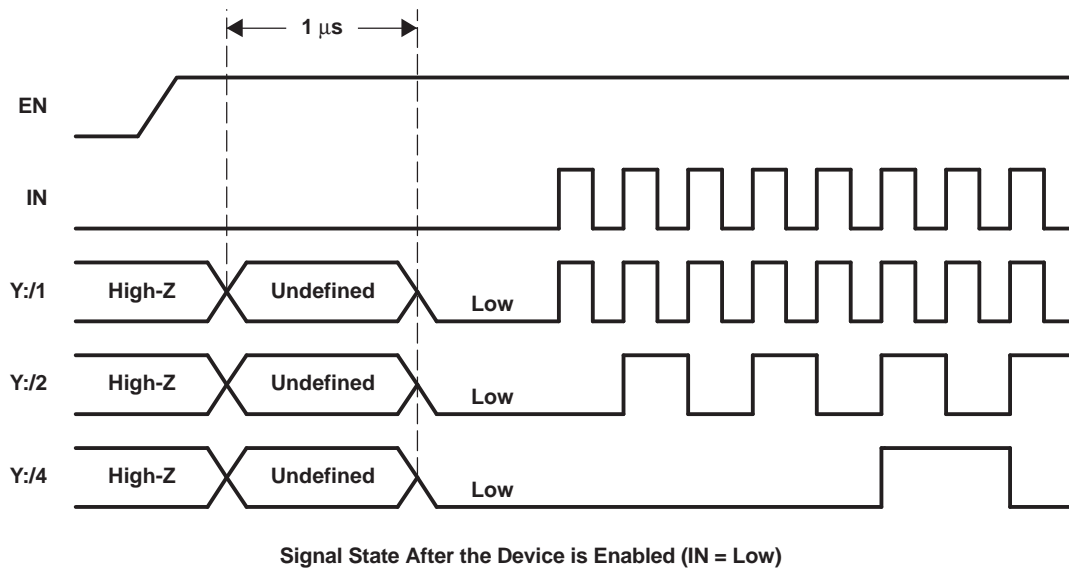 1 μs
EN
IN
Y:/1
High-Z
Undefined
Low
Y:/2
High-Z
Undefined
Low
Y:/4
High-Z
Undefined
Low
Signal State After the Device is Enabled (IN = Low)